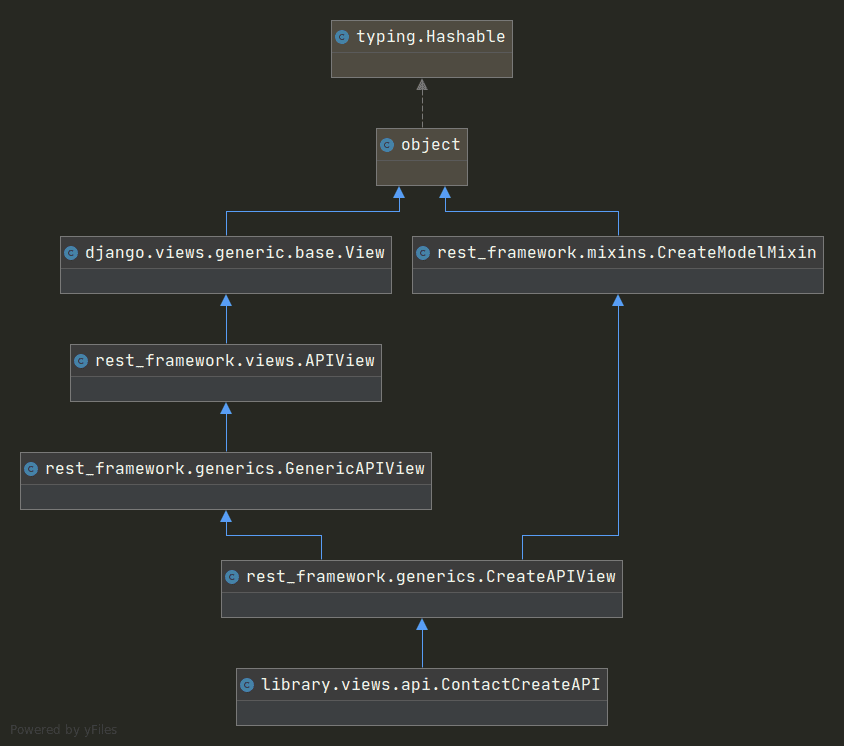 typing.Hashable
object
django.views.generic.base.View
rest_framework.mixins.CreateModelMixin
rest_framework.views.APIView
rest_framework.generics.GenericAPIView
rest_framework.generics.CreateAPIView
library.views.api.ContactCreateAPI
Powered by yFiles